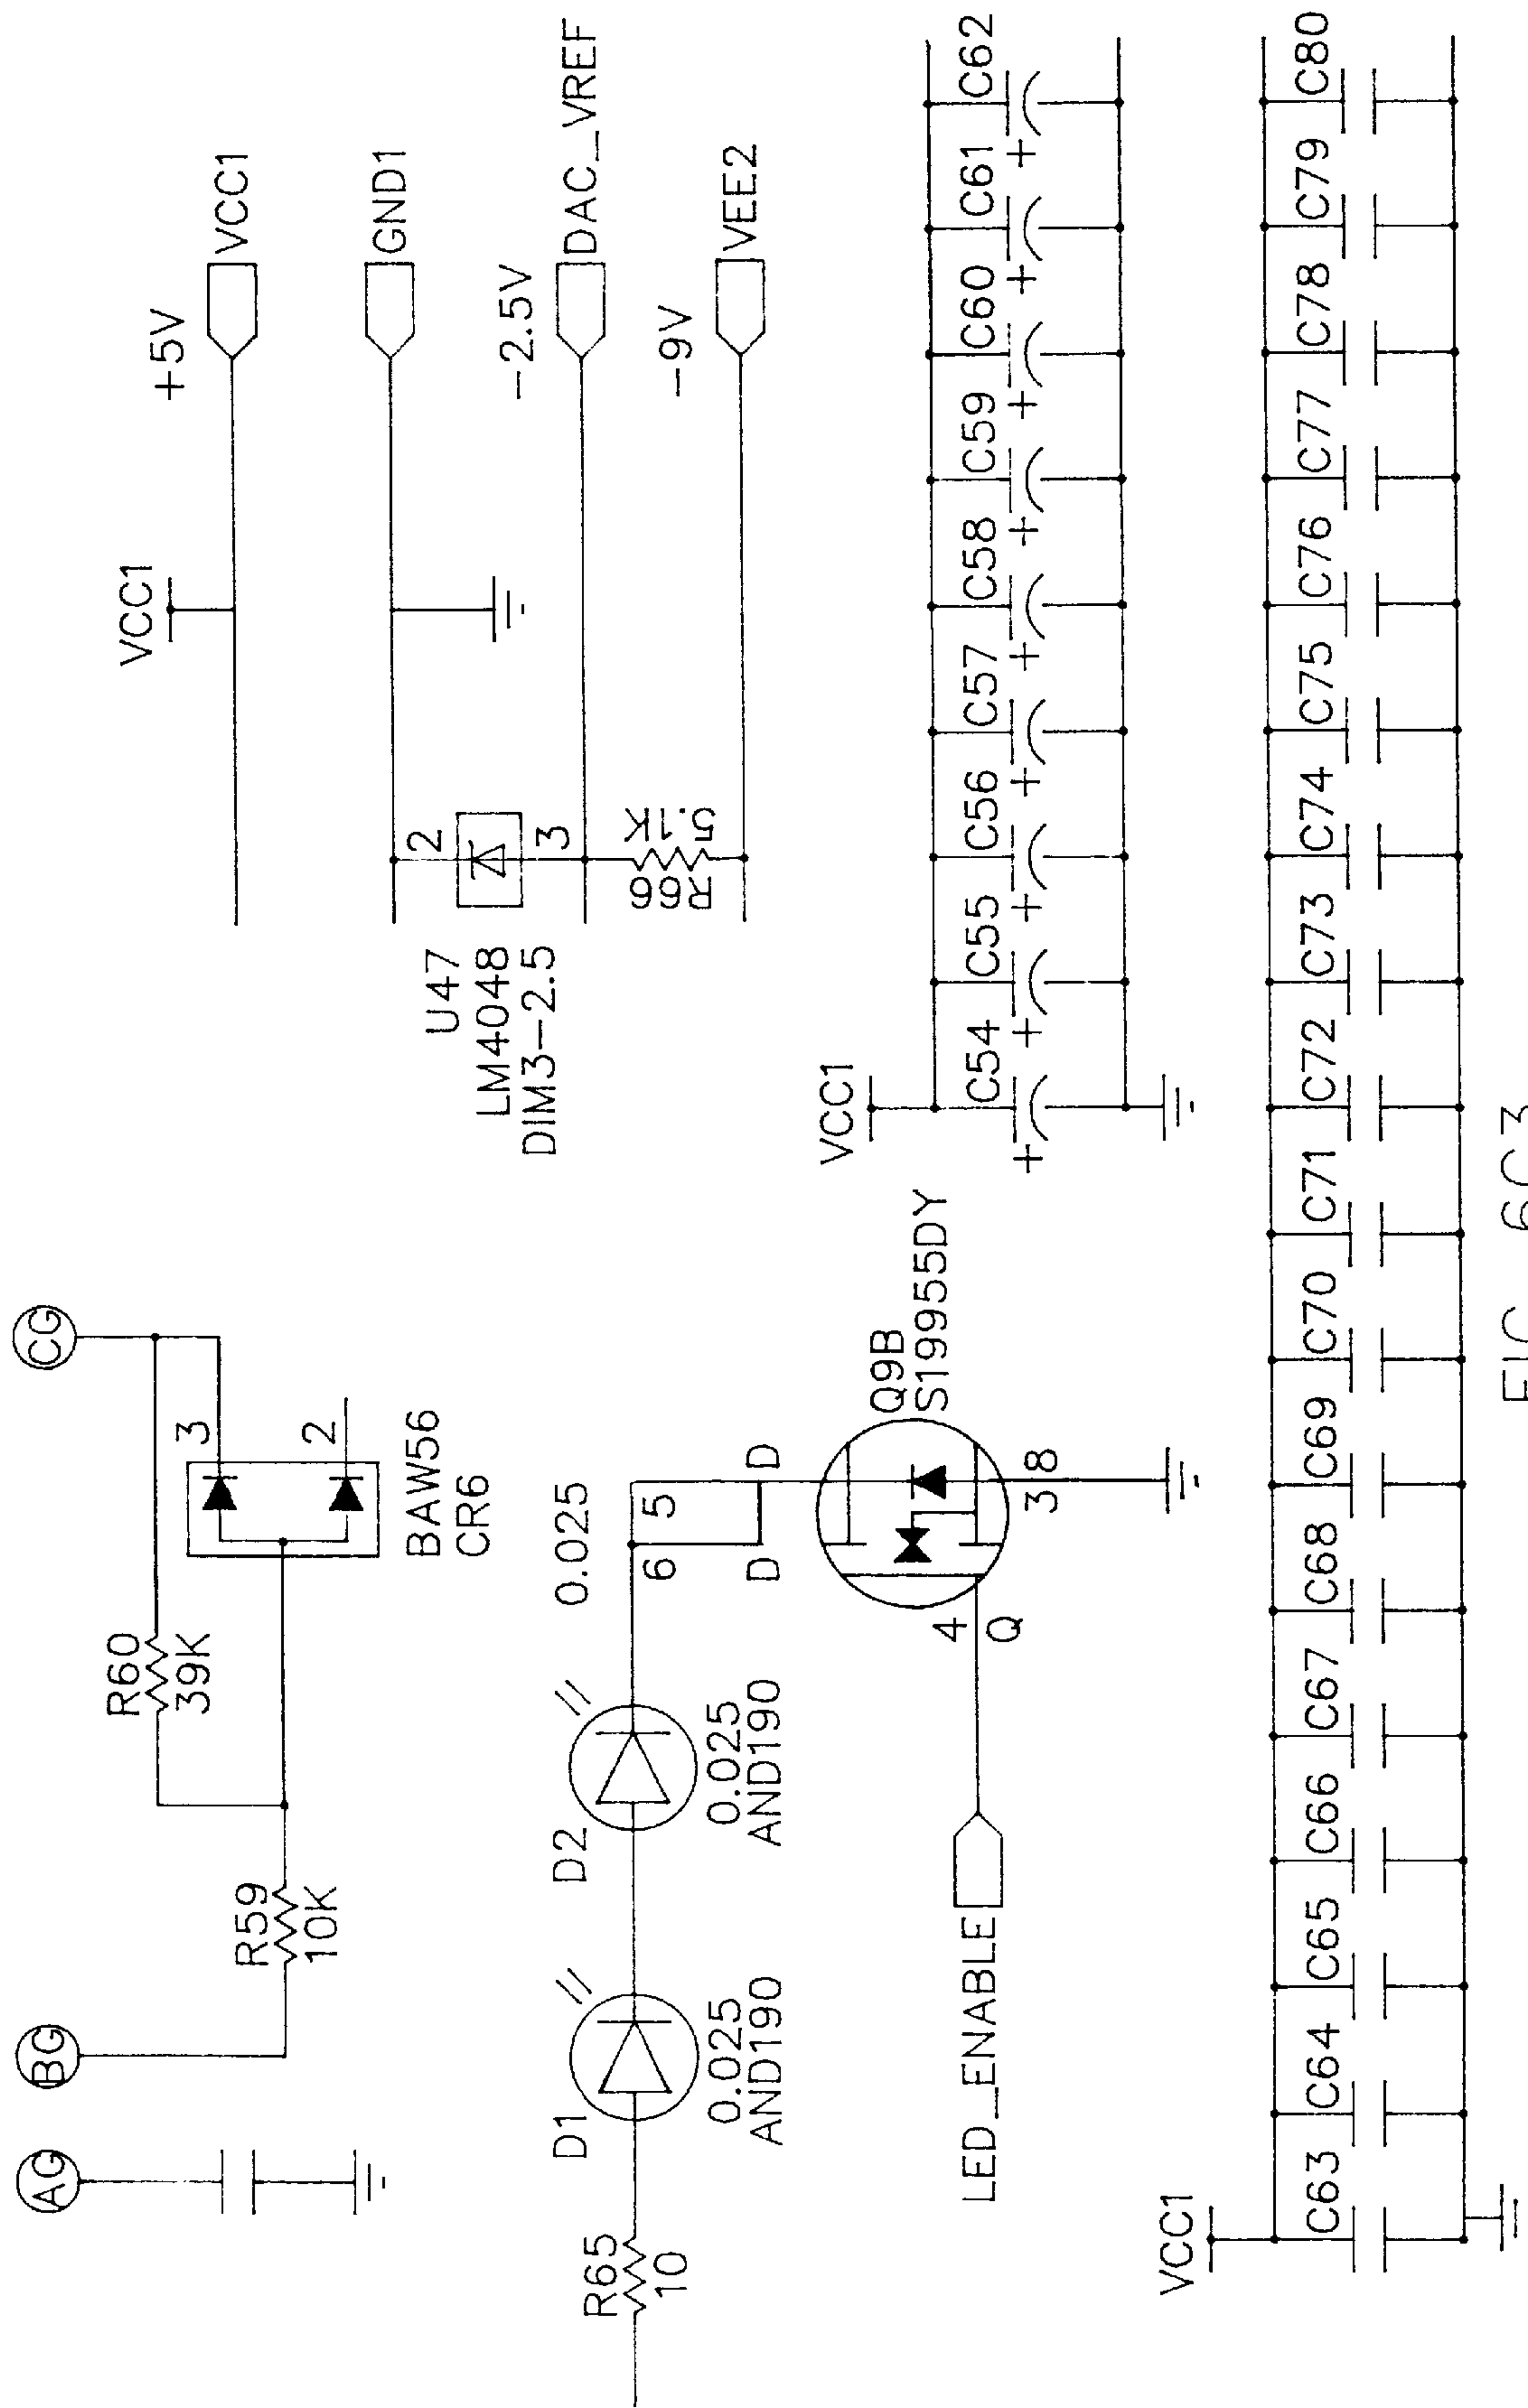 AG
BG
CG
R59
10K
R60
39K
3
2
BAW56
CR6
R65
10
D1
0.025
AND190
D2
0.025
AND190
0.025
6
5
D
D
Q9B
S19955DY
4
Q
3
8
LED_ENABLE
VCC1
+5V
VCC1
GND1
-2.5V
DAC_VREF
-9V
VEE2
U47
LM4048
DIM3-2.5
2
3
R66
5.1K
VCC1
C54
C55
C56
C57
C58
C59
C60
C61
C62
+
+
+
+
+
+
+
+
+
VCC1
C63
C64
C65
C66
C67
C68
C69
C70
C71
C72
C73
C74
C75
C76
C77
C78
C79
C80
FIG. 6C3